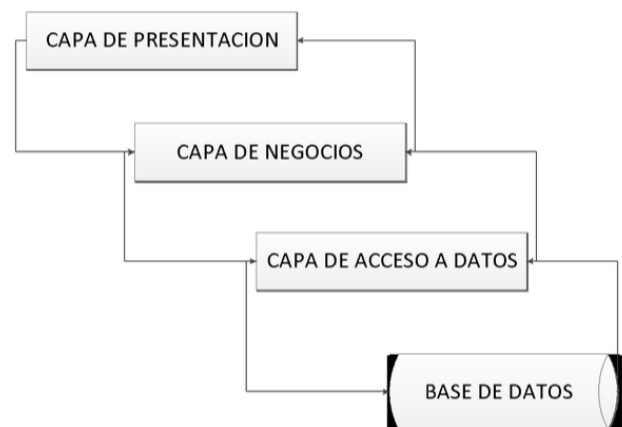 CAPA DE PRESENTACION
CAPA DE NEGOCIOS
CAPA DE ACCESO A DATOS
BASE DE DATOS